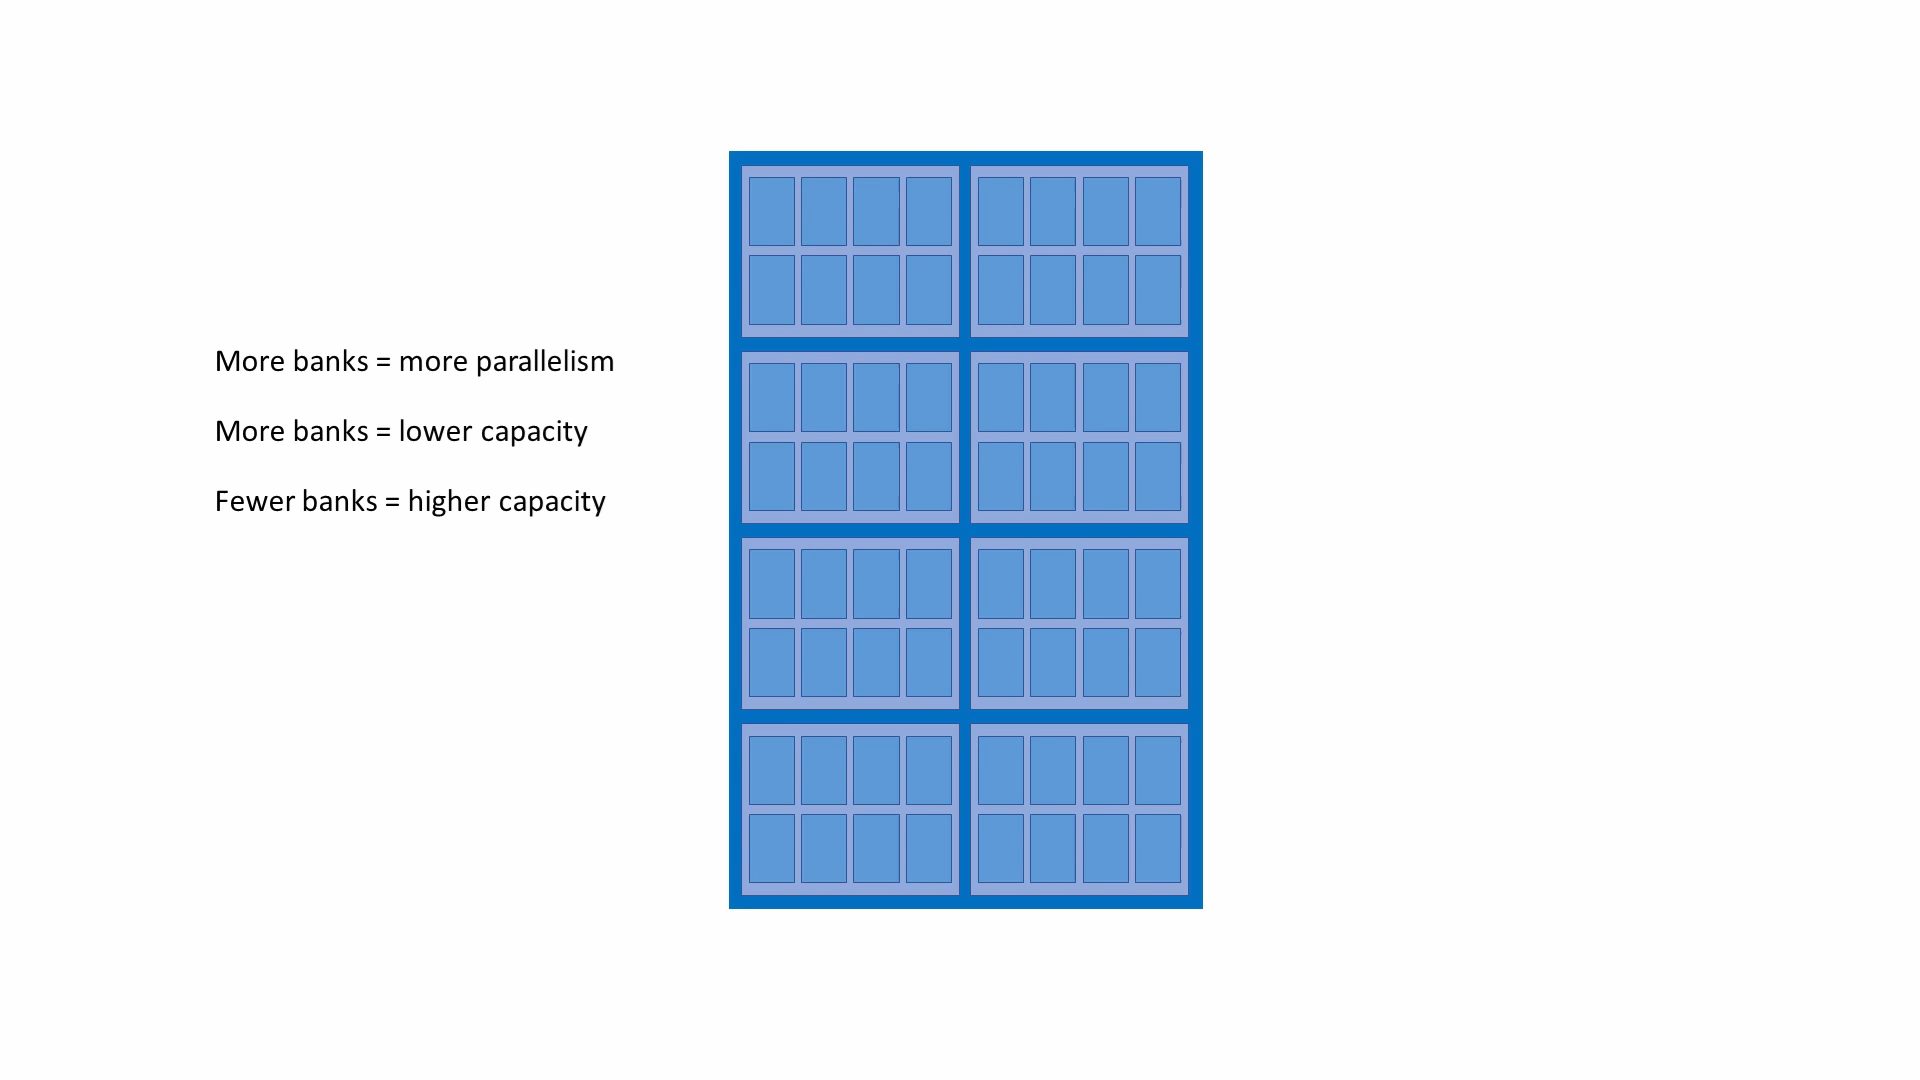 More banks = more parallelism
More banks = lower capacity
Fewer banks = higher capacity